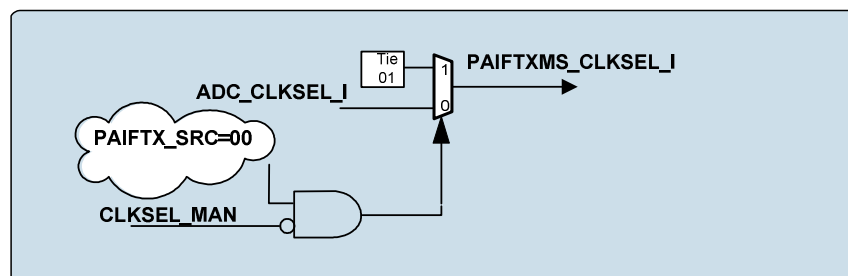 Tie
01
1
PAIFTXMS_CLKSEL_I
ADC_CLKSEL_I
0
PAIFTX_SRC=00
CLKSEL_MAN